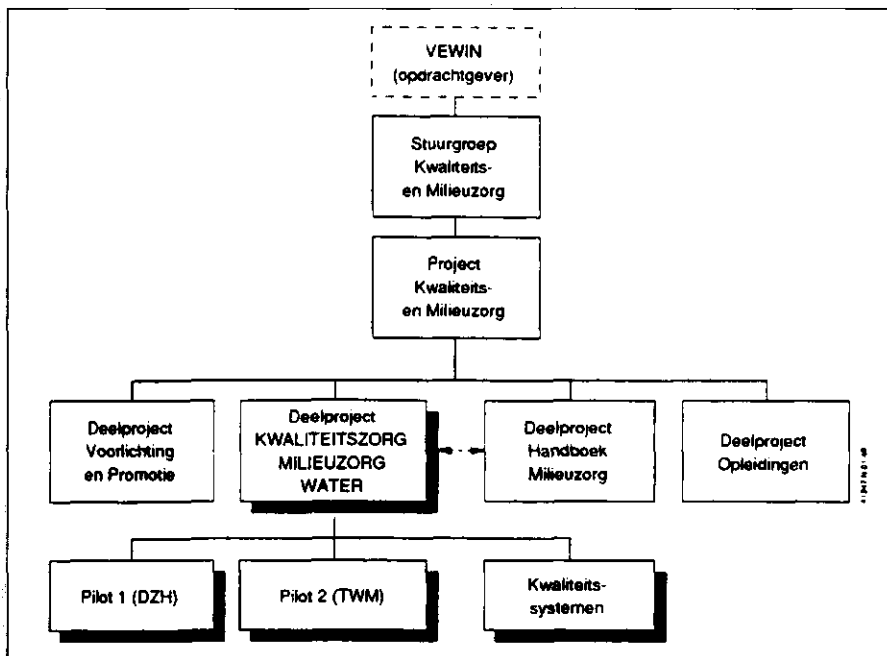 VEWIN
(opdrachtgever)
Stuurgroep
Kwaliteits-
en Milieuzorg
Project
Kwaliteits-
en Milieuzorg
Deelproject
Voorlichting
en Promotie
Deelproject
KWALITEITSZORG
MILIEUZORG
WATER
Deelproject
Handboek
Milieuzorg
Deelproject
Opleidingen
Pilot 1 (DZH)
Pilot 2 (TWM)
Kwaliteits-
systemen